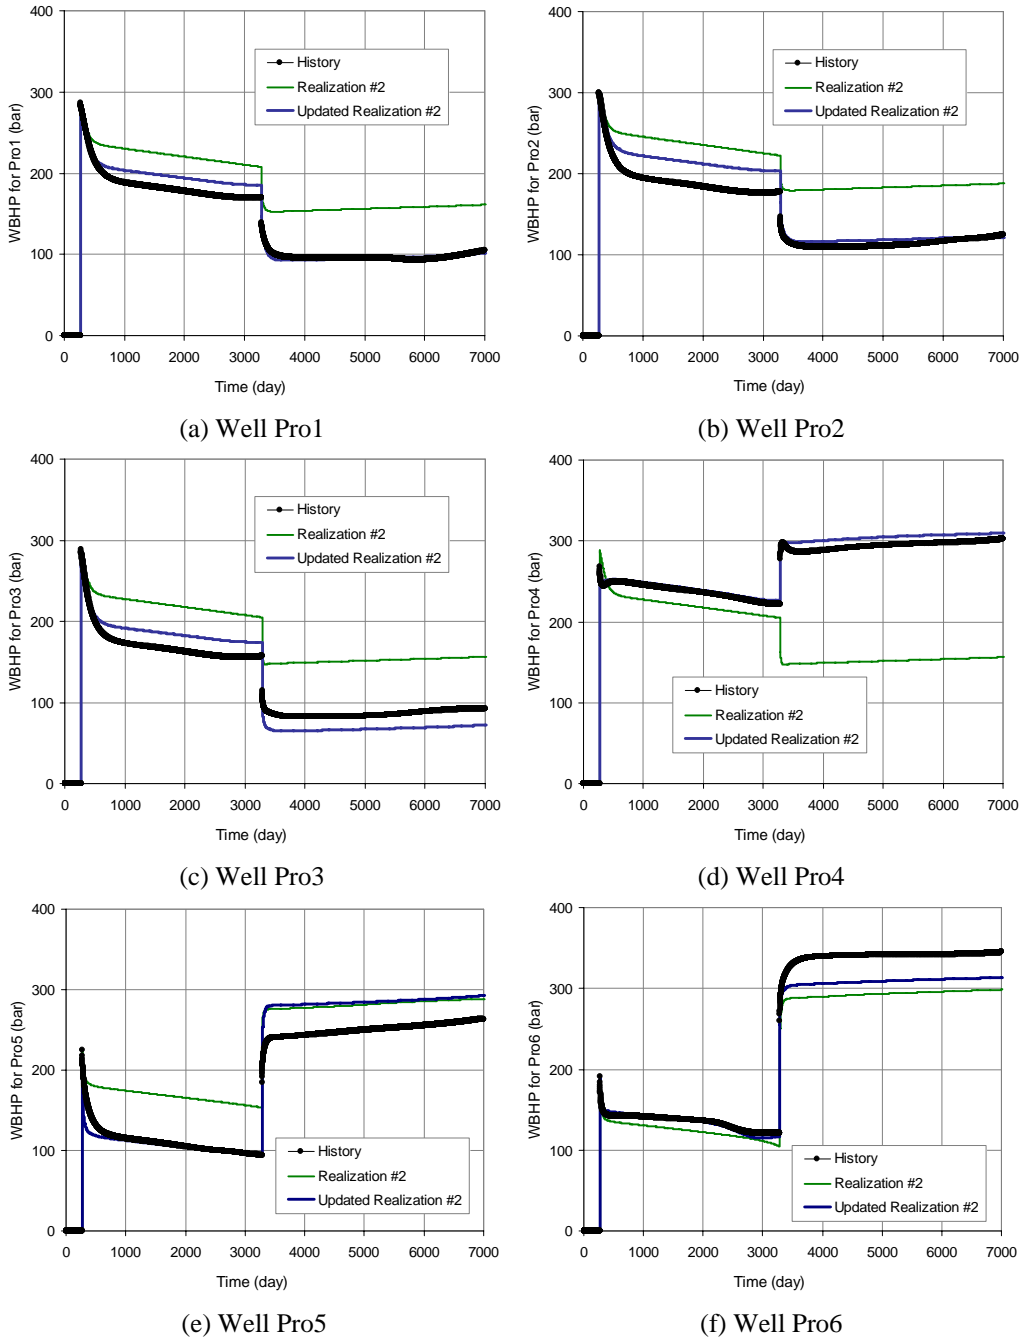 400
300
200
100
0
WBHP for Pro1 (bar)
History
Realization #2
Updated Realization #2
0 1000 2000 3000 4000 5000 6000 7000
Time (day)
(a) Well Pro1
400
300
200
100
0
WBHP for Pro2 (bar)
History
Realization #2
Updated Realization #2
0 1000 2000 3000 4000 5000 6000 7000
Time (day)
(b) Well Pro2
400
300
200
100
0
WBHP for Pro3 (bar)
History
Realization #2
Updated Realization #2
0 1000 2000 3000 4000 5000 6000 7000
Time (day)
(c) Well Pro3
400
300
200
100
0
WBHP for Pro4 (bar)
History
Realization #2
Updated Realization #2
0 1000 2000 3000 4000 5000 6000 7000
Time (day)
(d) Well Pro4
400
300
200
100
0
WBHP for Pro5 (bar)
History
Realization #2
Updated Realization #2
0 1000 2000 3000 4000 5000 6000 7000
Time (day)
(e) Well Pro5
400
300
200
100
0
WBHP for Pro6 (bar)
History
Realization #2
Updated Realization #2
0 1000 2000 3000 4000 5000 6000 7000
Time (day)
(f) Well Pro6